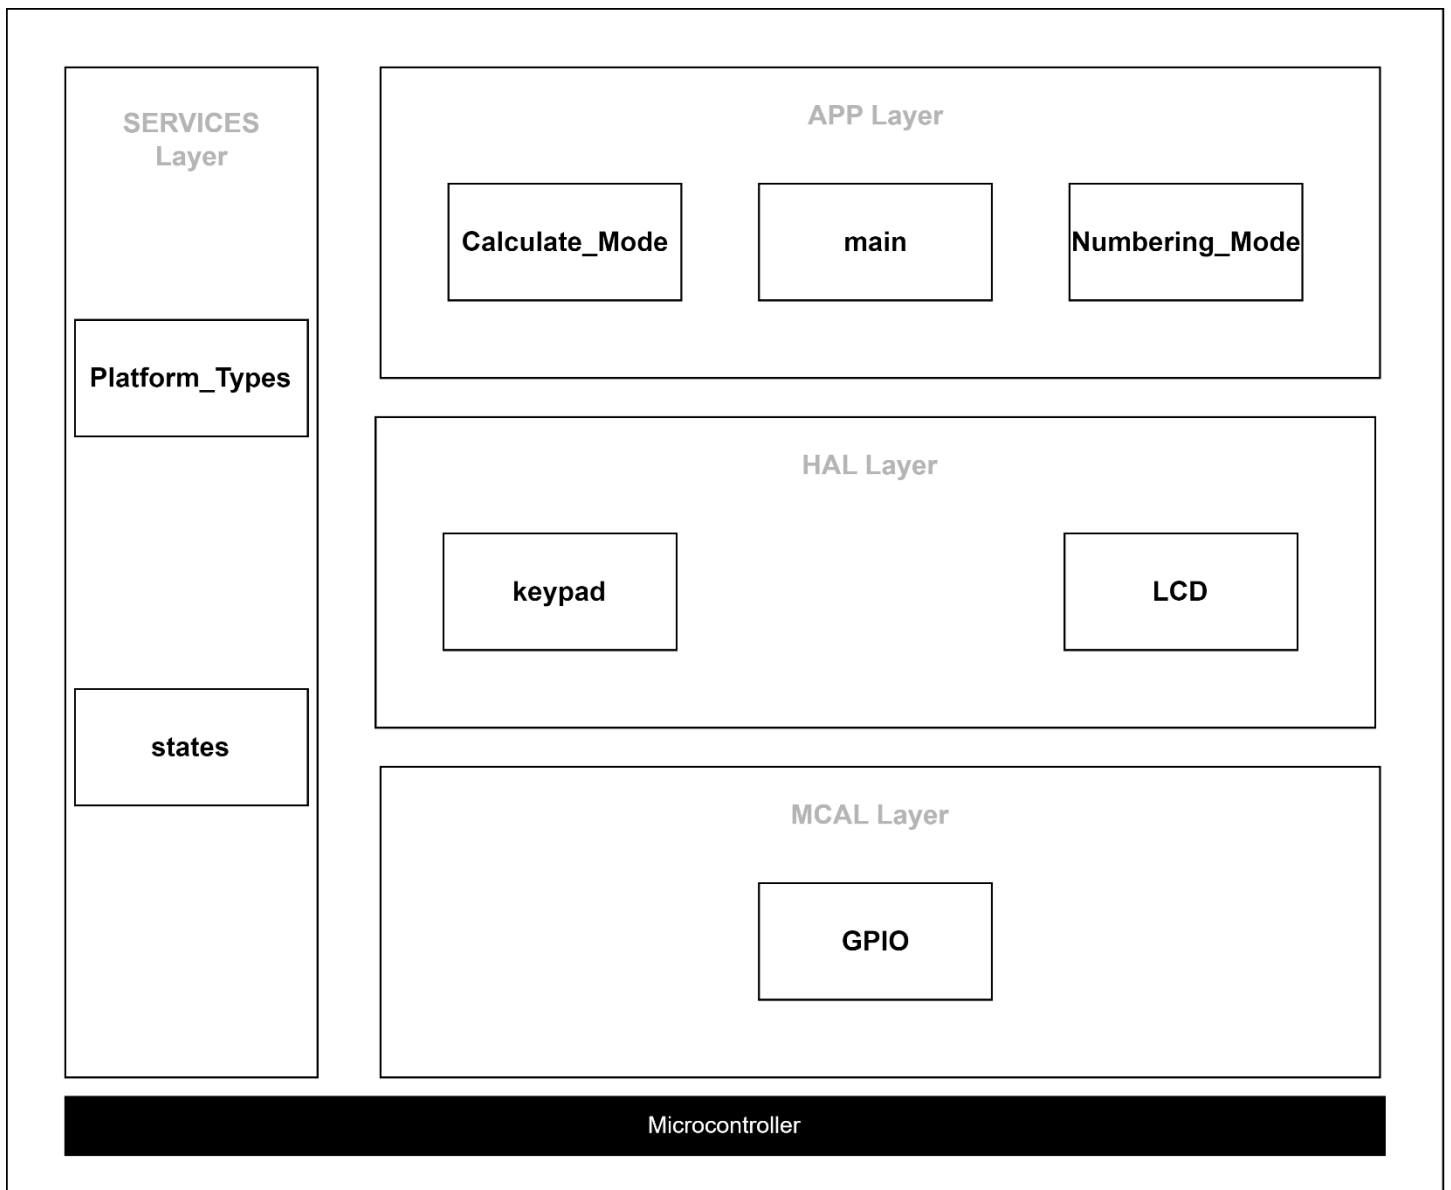 SERVICES
Layer
Platform_Types
states
APP Layer
Calculate_Mode
main
Numbering_Mode
HAL Layer
keypad
LCD
MCAL Layer
GPIO
Microcontroller